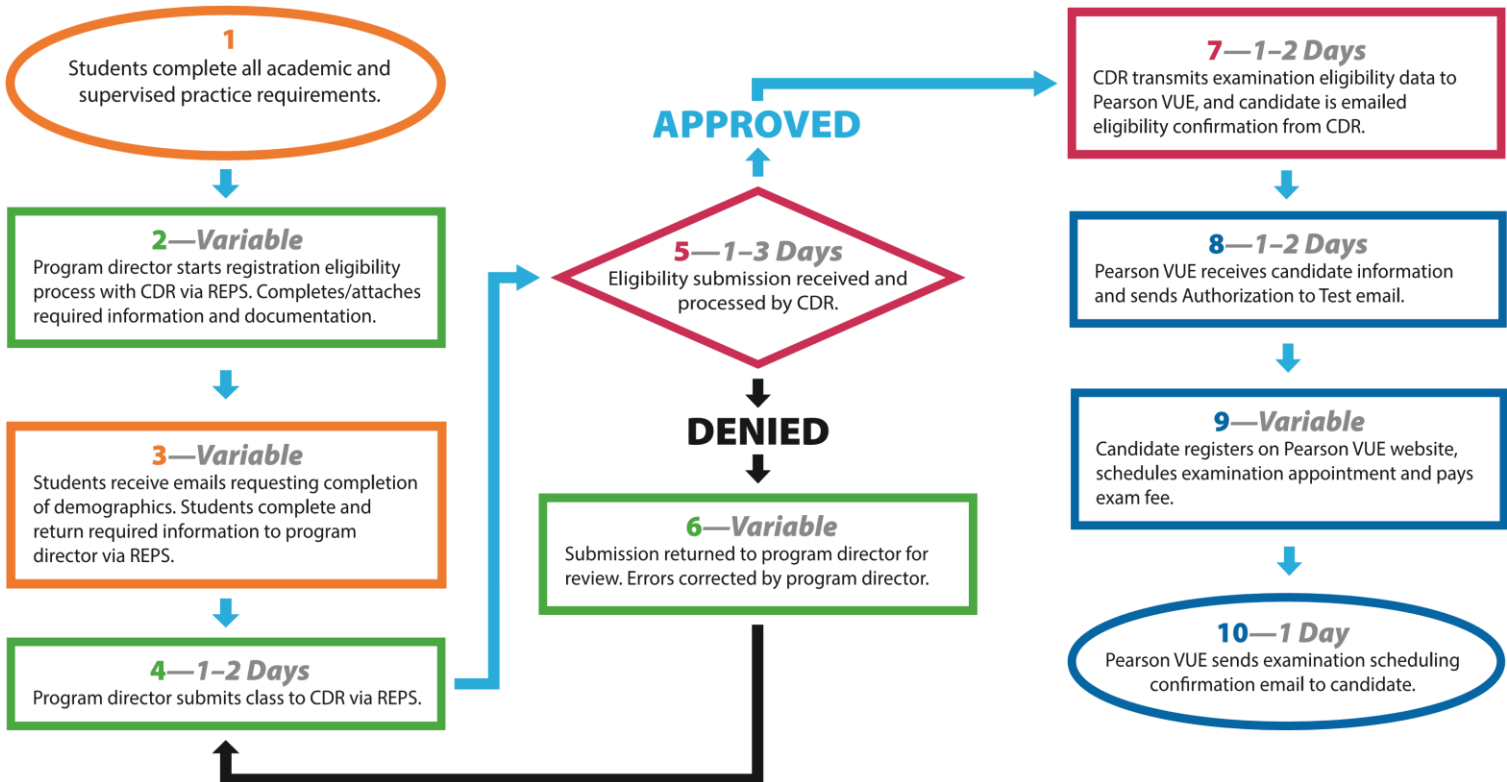 1
Students complete all academic and
supervised practice requirements.
2—Variable
Program director starts registration eligibility
process with CDR via REPS. Completes/attaches
required information and documentation.
3—Variable
Students receive emails requesting completion
of demographics. Students complete and
return required information to program
director via REPS.
4—1–2 Days
Program director submits class to CDR via REPS.
APPROVED
5—1–3 Days
Eligibility submission received and
processed by CDR.
DENIED
6—Variable
Submission returned to program director for
review. Errors corrected by program director.
7—1–2 Days
CDR transmits examination eligibility data to
Pearson VUE, and candidate is emailed
eligibility confirmation from CDR.
8—1–2 Days
Pearson VUE receives candidate information
and sends Authorization to Test email.
9—Variable
Candidate registers on Pearson VUE website,
schedules examination appointment and pays
exam fee.
10—1 Day
Pearson VUE sends examination scheduling
confirmation email to candidate.